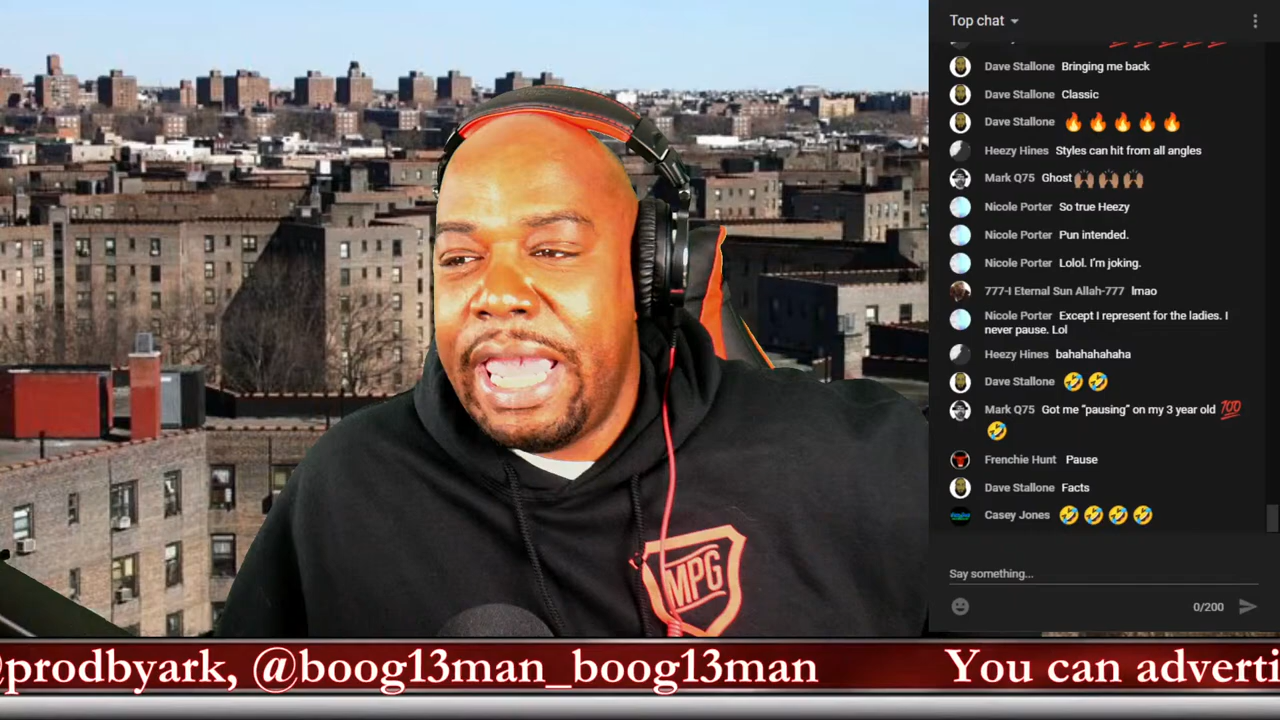 Top chat
Dave Stallone Bringing me back
Dave Stallone Classic
Dave Stallone 🔥🔥🔥🔥🔥
Heezy Hines Styles can hit from all angles
Mark Q75 Ghost🙌🏽🙌🏽🙌🏽
Nicole Porter So true Heezy
Nicole Porter Pun intended.
Nicole Porter Lolol. I'm joking.
777-I Eternal Sun Allah-777 lmao
Nicole Porter Except I represent for the ladies. I
never pause. Lol
Heezy Hines bahahahahaha
Dave Stallone 🤣🤣
Mark Q75 Got me “pausing” on my 3 year old 💯
🤣
Frenchie Hunt Pause
Dave Stallone Facts
Casey Jones 🤣🤣🤣🤣
Say something...
0/200
MPG
@prodbyark, @boog13man_boog13man You can adverti